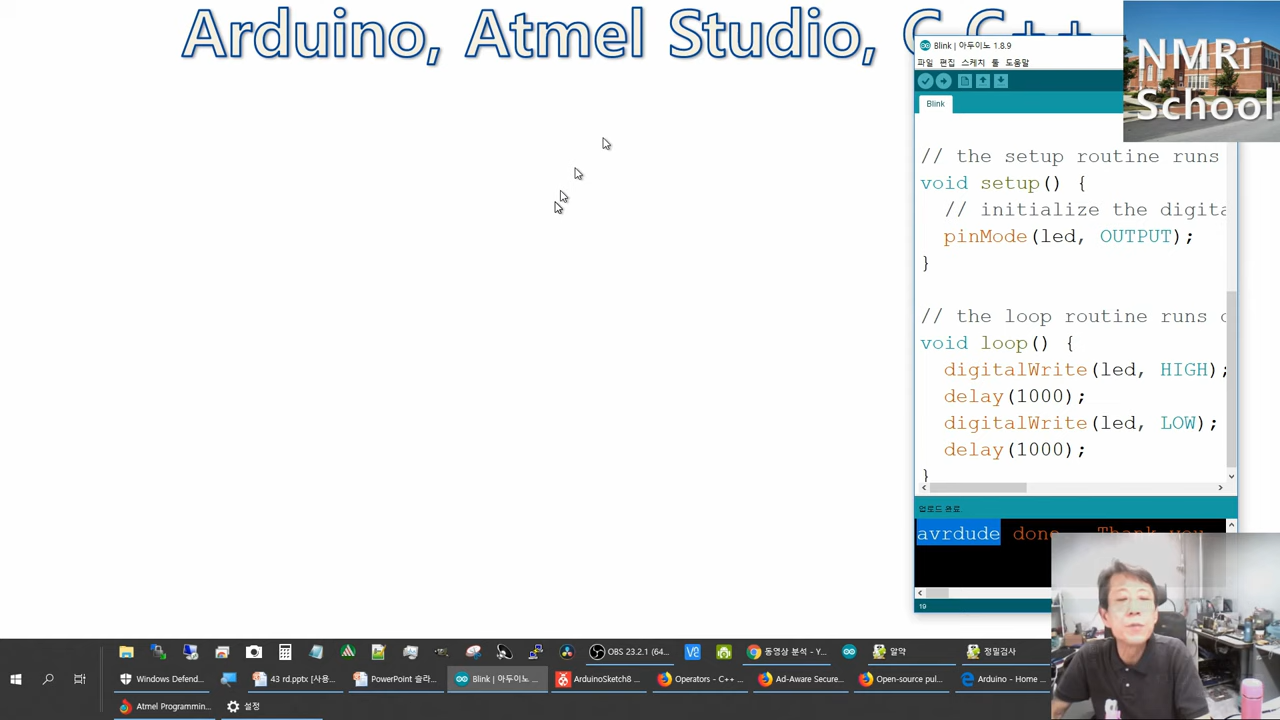 Arduino, Atmel Studio, C C++
NMRi
School
Blink | 아두이노 1.8.9
파일 편집 스케치 툴 도움말
Blink
// the setup routine runs
void setup() {
// initialize the digita
pinMode(led, OUTPUT);
}
// the loop routine runs
void loop() {
digitalWrite(led, HIGH);
delay(1000);
digitalWrite(led, LOW);
delay(1000);
}
업로드 완료
avrdude done. Thank you
19
OBS 23.2.1 (64...
동영상 분석 - Y...
알약
정밀검사
Windows Defend...
43 rd.pptx [사용...
PowerPoint 슬라...
Blink | 아두이노 ...
ArduinoSketch8
Operators - C++ ...
Ad-Aware Secure...
Open-source pul...
Arduino - Home
Atmel Programmin...
설정